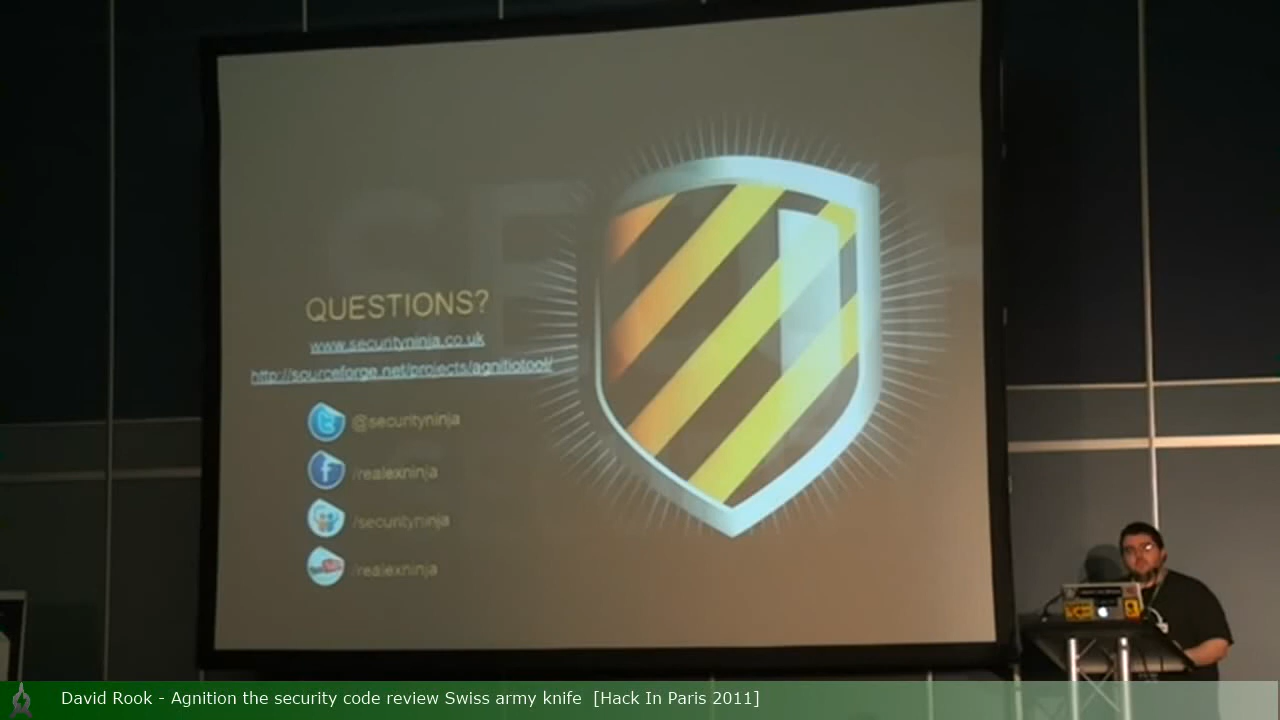 QUESTIONS?
www.securityninja.co.uk
http://sourceforge.net/projects/agnitiotool/
@securityninja
/realexninja
/securityninja
/realexninja
David Rook - Agnition the security code review Swiss army knife [Hack In Paris 2011]